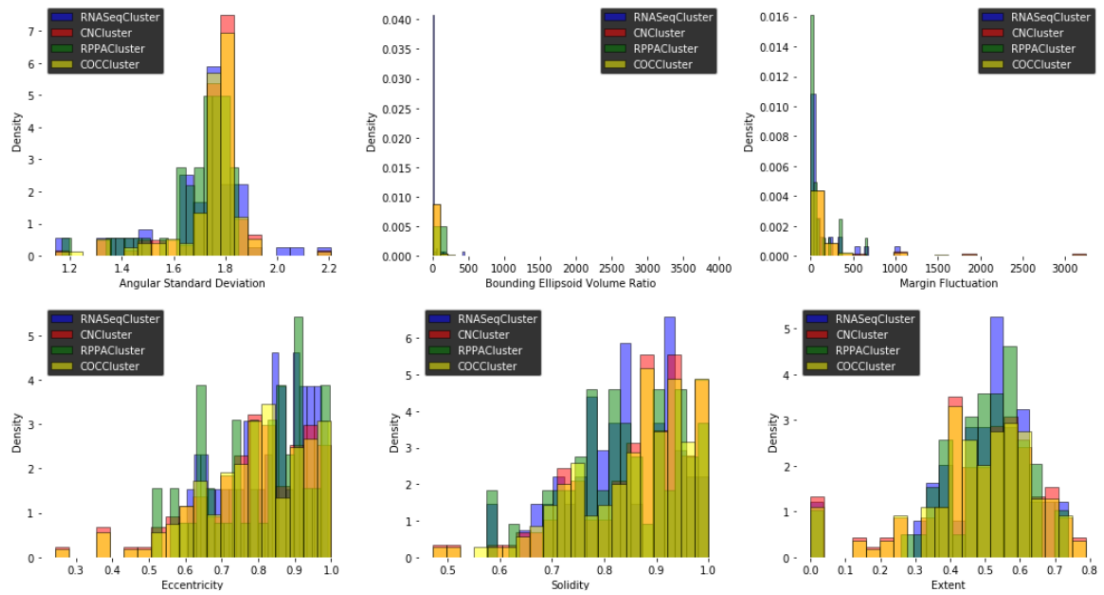 RNASeqCluster
CNCluster
RPPACluster
COCCluster
Density
7
6
5
4
3
2
1
0
1.2 1.4 1.6 1.8 2.0 2.2
Angular Standard Deviation
RNASeqCluster
CNCluster
RPPACluster
COCCluster
Density
0.040
0.035
0.030
0.025
0.020
0.015
0.010
0.005
0.000
0 500 1000 1500 2000 2500 3000 3500 4000
Bounding Ellipsoid Volume Ratio
RNASeqCluster
CNCluster
RPPACluster
COCCluster
Density
0.016
0.014
0.012
0.010
0.008
0.006
0.004
0.002
0.000
0 500 1000 1500 2000 2500 3000
Margin Fluctuation
RNASeqCluster
CNCluster
RPPACluster
COCCluster
Density
5
4
3
2
1
0
0.3 0.4 0.5 0.6 0.7 0.8 0.9 1.0
Eccentricity
RNASeqCluster
CNCluster
RPPACluster
COCCluster
Density
6
5
4
3
2
1
0
0.5 0.6 0.7 0.8 0.9 1.0
Solidity
RNASeqCluster
CNCluster
RPPACluster
COCCluster
Density
5
4
3
2
1
0
0.0 0.1 0.2 0.3 0.4 0.5 0.6 0.7 0.8
Extent